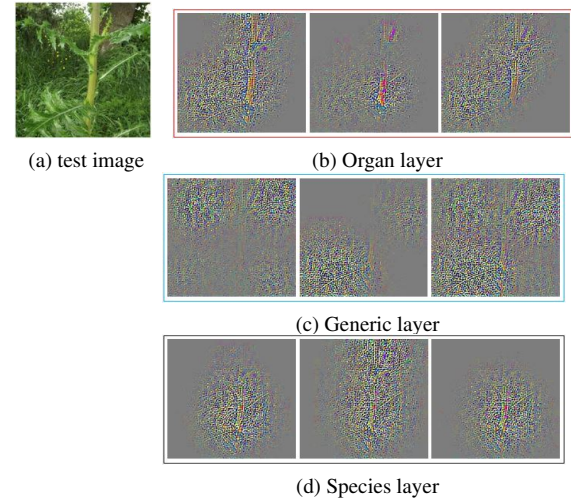 (a) test image
(b) Organ layer
(c) Generic layer
(d) Species layer